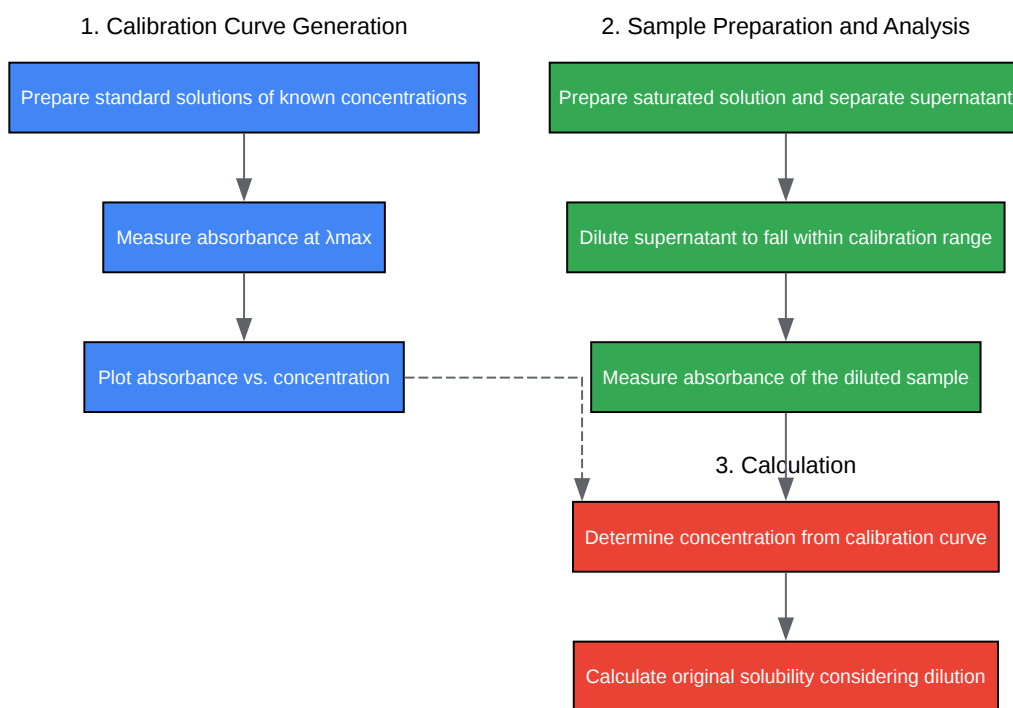 1. Calibration Curve Generation
Prepare standard solutions of known concentrations
Measure absorbance at λmax
Plot absorbance vs. concentration
2. Sample Preparation and Analysis
Prepare saturated solution and separate supernatant
Dilute supernatant to fall within calibration range
Measure absorbance of the diluted sample
3. Calculation
Determine concentration from calibration curve
Calculate original solubility considering dilution